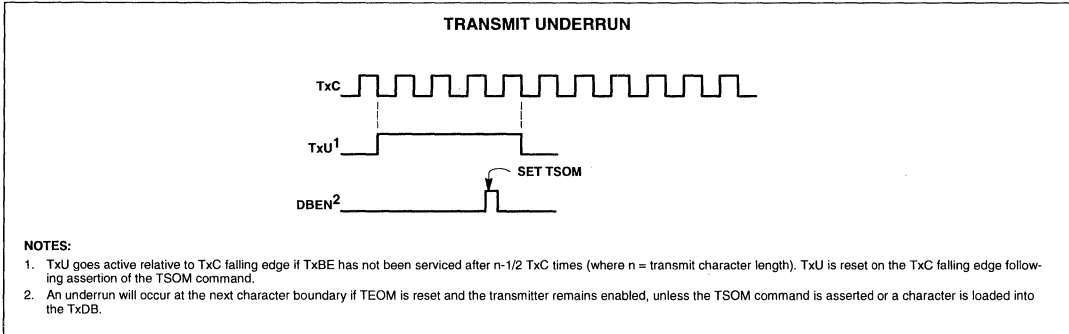 TRANSMIT UNDERRUN
TxC
TxU1
SET TSOM
DBEN2
NOTES:
1. TxU goes active relative to TxC falling edge if TxBE has not been serviced after n-1/2 TxC times (where n = transmit character length). TxU is reset on the TxC falling edge follow-
ing assertion of the TSOM command.
2. An underrun will occur at the next character boundary if TEOM is reset and the transmitter remains enabled, unless the TSOM command is asserted or a character is loaded into
the TxDB.